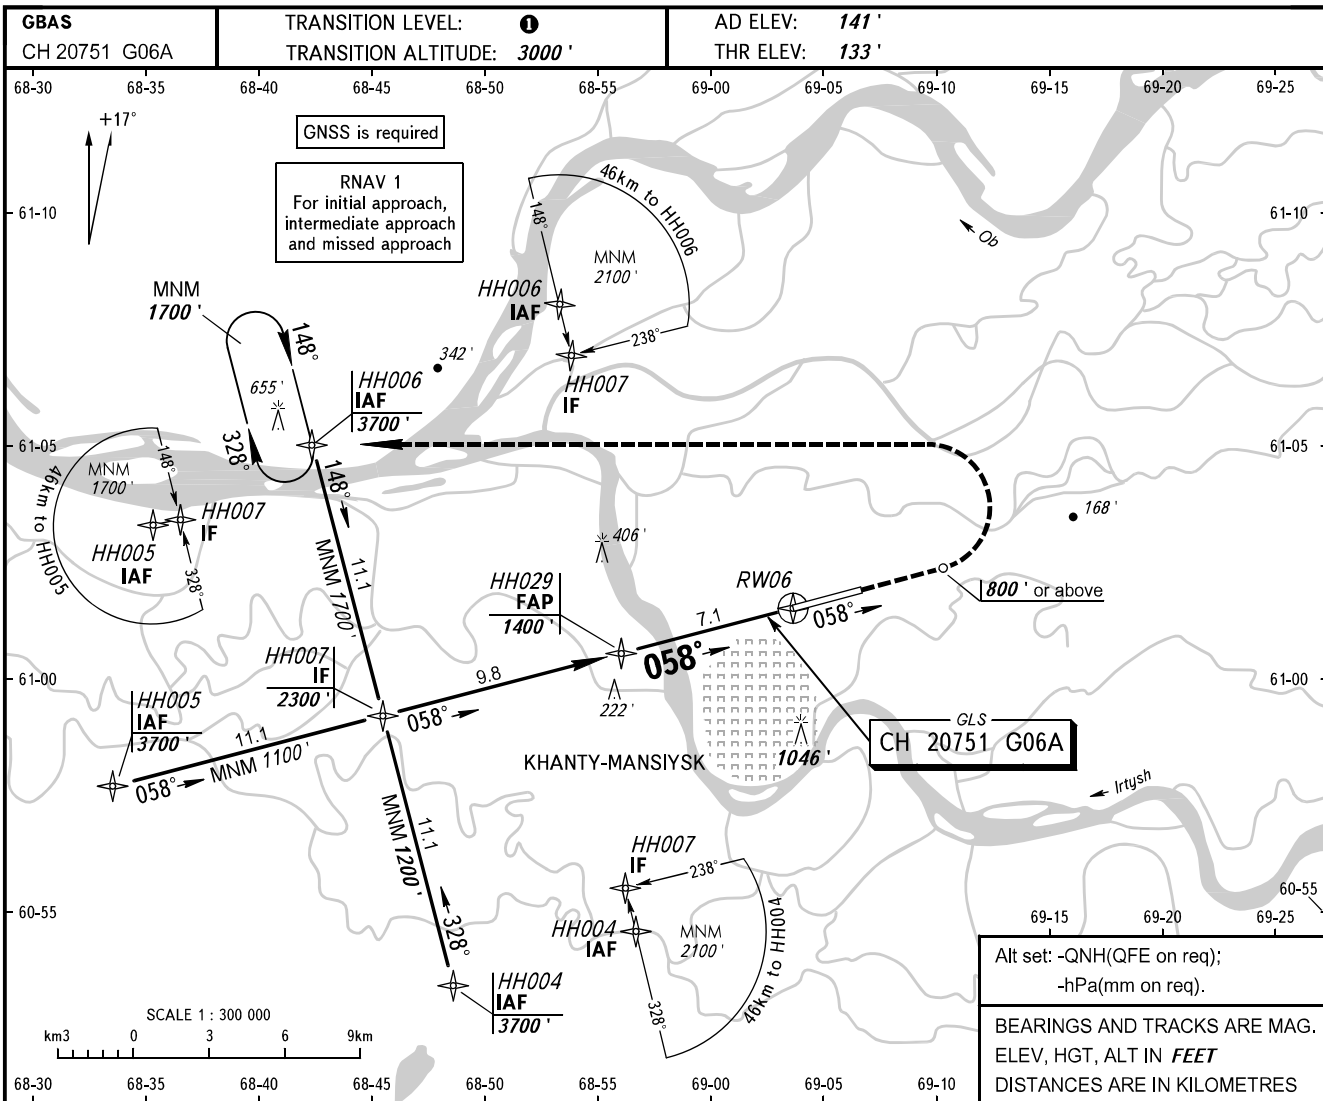 GBAS
CH 20751 G06A
TRANSITION LEVEL: 1
TRANSITION ALTITUDE: 3000 '
AD ELEV: 141 '
THR ELEV: 133 '
68-30 68-35 68-40 68-45 68-50 68-55 69-00 69-05 69-10 69-15 69-20 69-25
+17°
GNSS is required
RNAV 1
For initial approach,
intermediate approach
and missed approach
61-10
61-10
46km to HH006
148°
MNM
2100 '
HH006
IAF
238°
HH007
IF
Ob
MNM
1700 '
148°
655 '
328°
342 '
HH006
IAF
3700 '
61-05
61-05
46km to HH005
148°
MNM
1700 '
HH007
IF
HH005
IAF
328°
148°
11.1
MNM 1700'
406 '
168 '
HH029
FAP
1400 '
RW06
7.1
058°
058°
800 ' or above
HH007
IF
2300 '
9.8
058°
222 '
61-00
61-00
HH005
IAF
3700 '
11.1
058°
MNM 1100'
KHANTY-MANSIYSK
1046 '
GLS
CH 20751 G06A
Irtysh
11.1
MNM 1200'
328°
HH004
IAF
3700 '
HH007
IF
238°
HH004
IAF
MNM
2100 '
328°
46km to HH004
60-55
60-55
69-15 69-20 69-25
Alt set: -QNH(QFE on req);
-hPa(mm on req).
BEARINGS AND TRACKS ARE MAG.
ELEV, HGT, ALT IN FEET
DISTANCES ARE IN KILOMETRES
SCALE 1 : 300 000
km3 0 3 6 9km
68-30 68-35 68-40 68-45 68-50 68-55 69-00 69-05 69-10